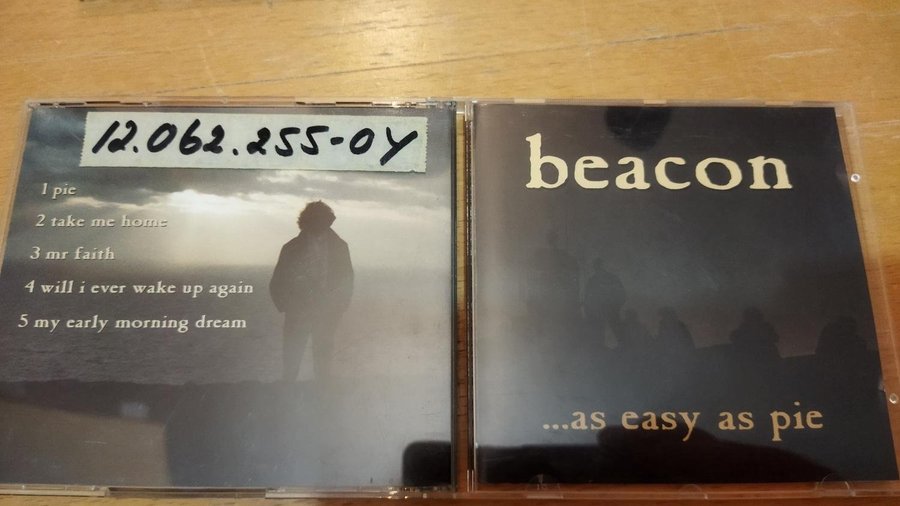 12.062.255-04
1 pie
2 take me home
3 mr faith
4 will i ever wake up again
5 my early morning dream
beacon
...as easy as pie